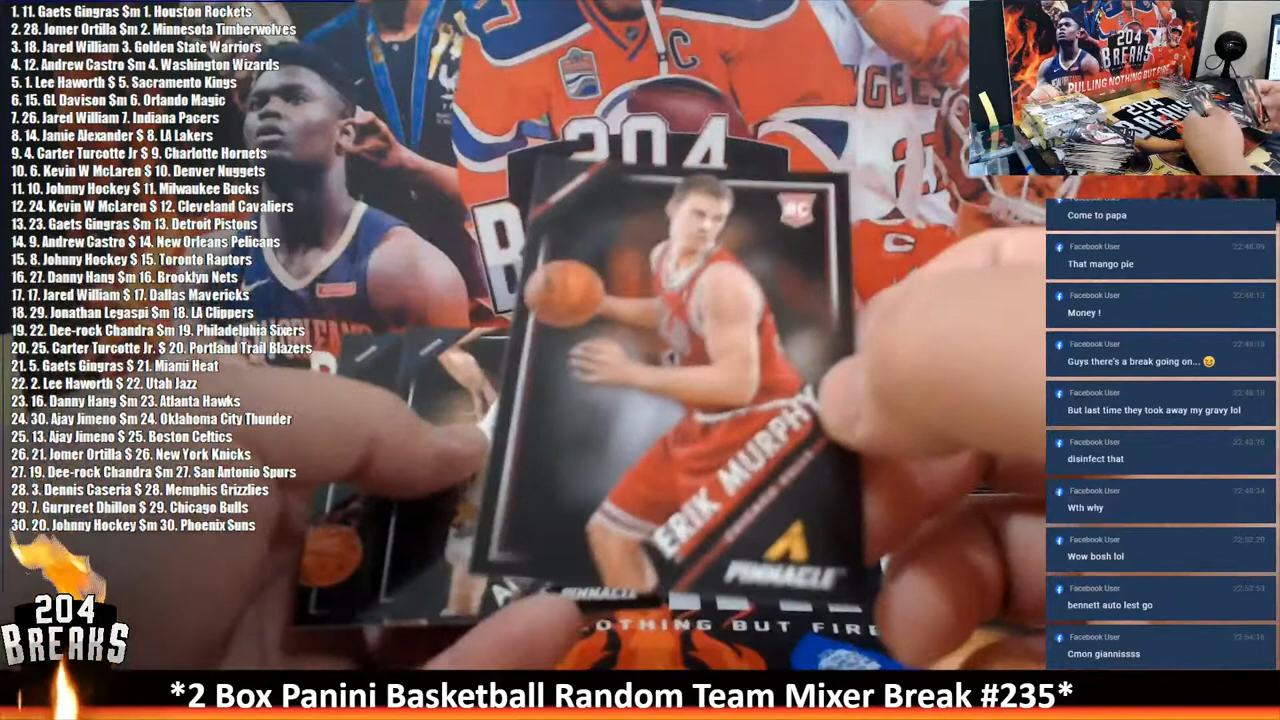 1. 11. Gaets Gingras $m 1. Houston Rockets
2. 28. Jomer Ortilla $m 2. Minnesota Timberwolves
3. 18. Jared William 3. Golden State Warriors
4. 12. Andrew Castro $m 4. Washington Wizards
5. 1. Lee Haworth $ 5. Sacramento Kings
6. 15. GL Davison $m 6. Orlando Magic
7. 26. Jared William 7. Indiana Pacers
8. 14. Jamie Alexander $ 8. LA Lakers
9. 4. Carter Turcotte Jr $ 9. Charlotte Hornets
10. 6. Kevin W McLaren $ 10. Denver Nuggets
11. 10. Johnny Hockey $ 11. Milwaukee Bucks
12. 24. Kevin W McLaren $ 12. Cleveland Cavaliers
13. 23. Gaets Gingras $m 13. Detroit Pistons
14. 9. Andrew Castro $ 14. New Orleans Pelicans
15. 8. Johnny Hockey $ 15. Toronto Raptors
16. 27. Danny Hang $m 16. Brooklyn Nets
17. 17. Jared William $ 17. Dallas Mavericks
18. 29. Jonathan Legaspi $m 18. LA Clippers
19. 22. Dee-rock Chandra $m 19. Philadelphia Sixers
20. 25. Carter Turcotte Jr. $ 20. Portland Trail Blazers
21. 5. Gaets Gingras $ 21. Miami Heat
22. 2. Lee Haworth $ 22. Utah Jazz
23. 16. Danny Hang $m 23. Atlanta Hawks
24. 30. Ajay Jimeno $m 24. Oklahoma City Thunder
25. 13. Ajay Jimeno $ 25. Boston Celtics
26. 21. Jomer Ortilla $ 26. New York Knicks
27. 19. Dee-rock Chandra $m 27. San Antonio Spurs
28. 3. Dennis Caseria $ 28. Memphis Grizzlies
29. 7. Gurpreet Dhillon $ 29. Chicago Bulls
30. 20. Johnny Hockey $m 30. Phoenix Suns
204
BREAKS
C
204
C
RC
ERIK MURPHY
CHICAGO BULLS
PINNACLE
PINNACLE
OTHING BUT FIRE
204
BREAKS
PULLING NOTHING BUT FIRE
204
Come to papa
Facebook User
That mango pie
Facebook User
Money !
Facebook User
Guys there's a break going on...
Facebook User
But last time they took away my gravy lol
Facebook User
disinfect that
Facebook User
Wth why
Facebook User
Wow bosh lol
Facebook User
bennett auto lest go
Facebook User
Cmon giannissss
*2 Box Panini Basketball Random Team Mixer Break #235*